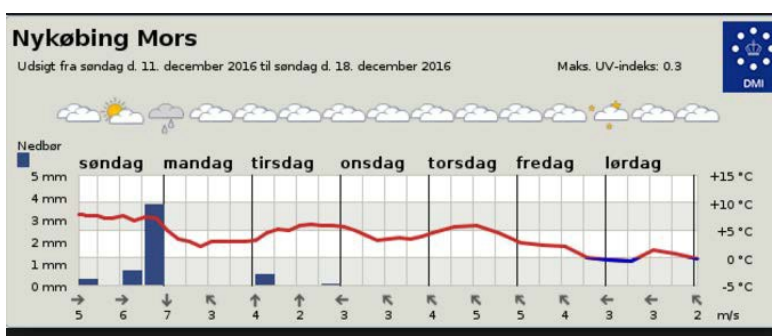 Nykøbing Mors
Udsigt fra søndag d. 11. december 2016 til søndag d. 18. december 2016 Maks. UV-indeks: 0.3
DMI
Nedbør
søndag mandag tirsdag onsdag torsdag fredag lørdag
5 mm +15 °C
4 mm +10 °C
3 mm +5 °C
2 mm
1 mm 0 °C
0 mm -5 °C
5 6 7 3 4 2 3 3 4 5 5 4 3 3 2 m/s